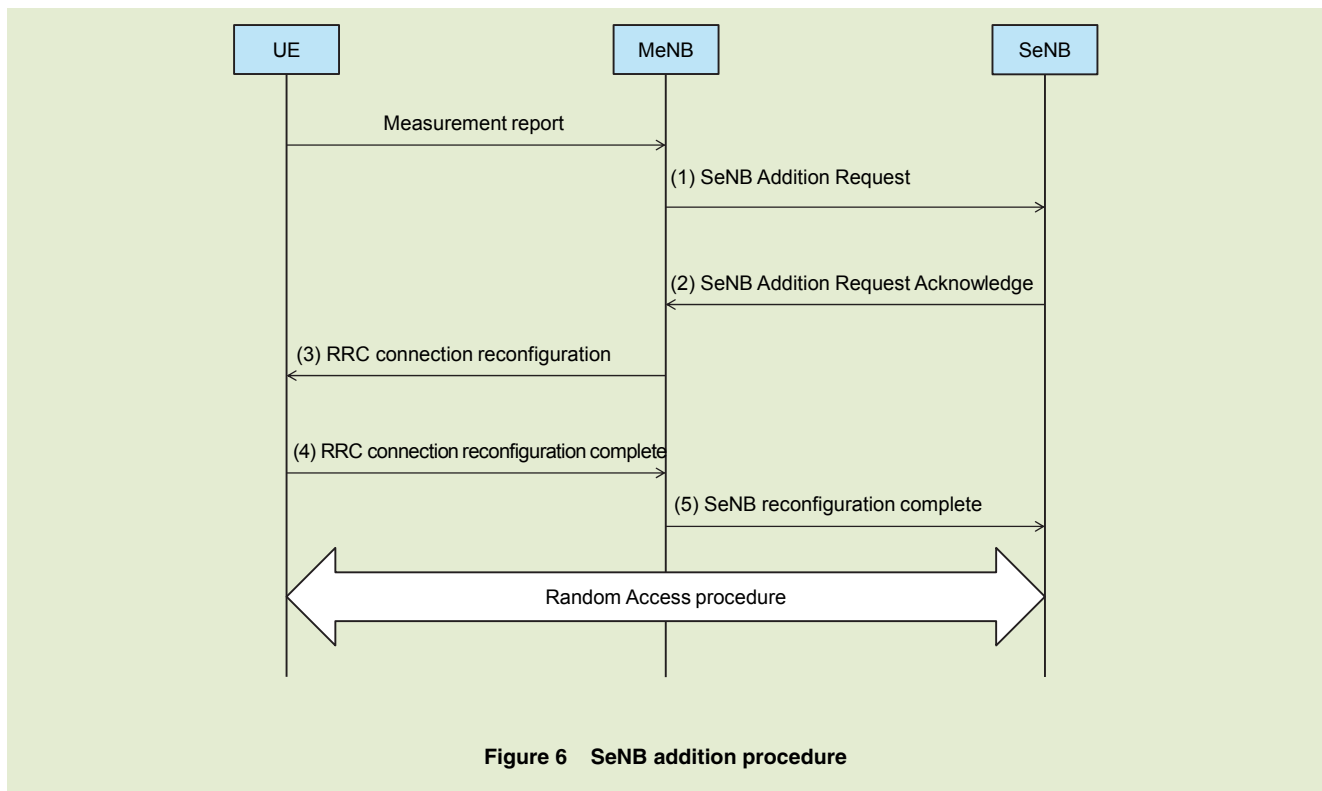 UE
MeNB
SeNB
Measurement report
(1) SeNB Addition Request
(2) SeNB Addition Request Acknowledge
(3) RRC connection reconfiguration
(4) RRC connection reconfiguration complete
(5) SeNB reconfiguration complete
Random Access procedure
Figure 6 SeNB addition procedure